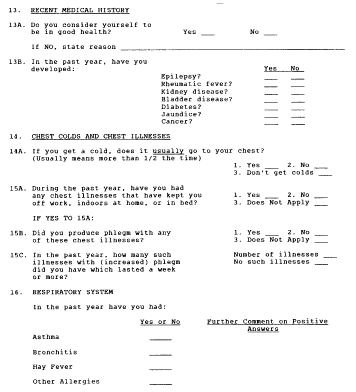 13. RECENT MEDICAL HISTORY
13A. Do you consider yourself to
be in good health? Yes ___ No ___
If NO, state reason ___
13B. In the past year, have you
developed: Yes No
Epilepsy? ___ ___
Rheumatic fever? ___ ___
Kidney disease? ___ ___
Bladder disease? ___ ___
Diabetes? ___ ___
Jaundice? ___ ___
Cancer? ___ ___
14. CHEST COLDS AND CHEST ILLNESSES
14A. If you get a cold, does it usually go to your chest?
(Usually means more than 1/2 the time)
1. Yes ___ 2. No ___
3. Don't get colds ___
15A. During the past year, have you had
any chest illnesses that have kept you 1. Yes ___ 2. No ___
off work, indoors at home, or in bed? 3. Does Not Apply ___
IF YES TO 15A:
15B. Did you produce phlegm with any 1. Yes ___ 2. No ___
of these chest illnesses? 3. Does Not Apply ___
15C. In the past year, how many such Number of illnesses ___
illnesses with (increased) phlegm No such illnesses ___
did you have which lasted a week
or more?
16. RESPIRATORY SYSTEM
In the past year have you had:
Yes or No Further Comment on Positive
Answers
Asthma ___
Bronchitis ___
Hay Fever ___
Other Allergies ___